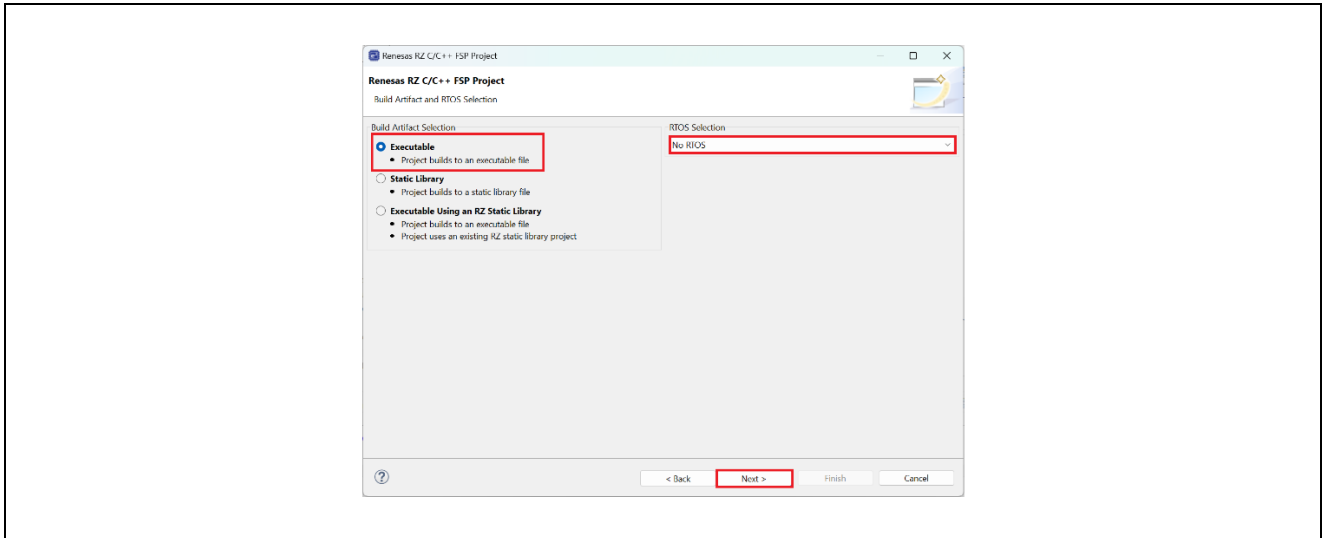 Renesas RZ C/C++ FSP Project
Renesas RZ C/C++ FSP Project
Build Artifact and RTOS Selection
Build Artifact Selection
Executable
• Project builds to an executable file
Static Library
• Project builds to a static library file
Executable Using an RZ Static Library
• Project builds to an executable file
• Project uses an existing RZ static library project
RTOS Selection
No RTOS
?
< Back Next > Finish Cancel